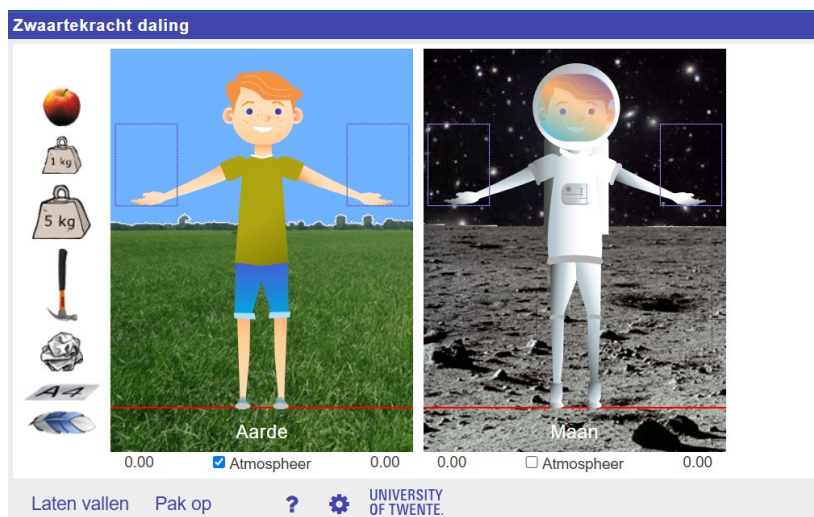 Zwaartekracht daling
1 kg
5 kg
A4
Aarde
Maan
0.00
Atmospheer
0.00
0.00
Atmospheer
0.00
Laten vallen
Pak op
?
UNIVERSITY
OF TWENTE.